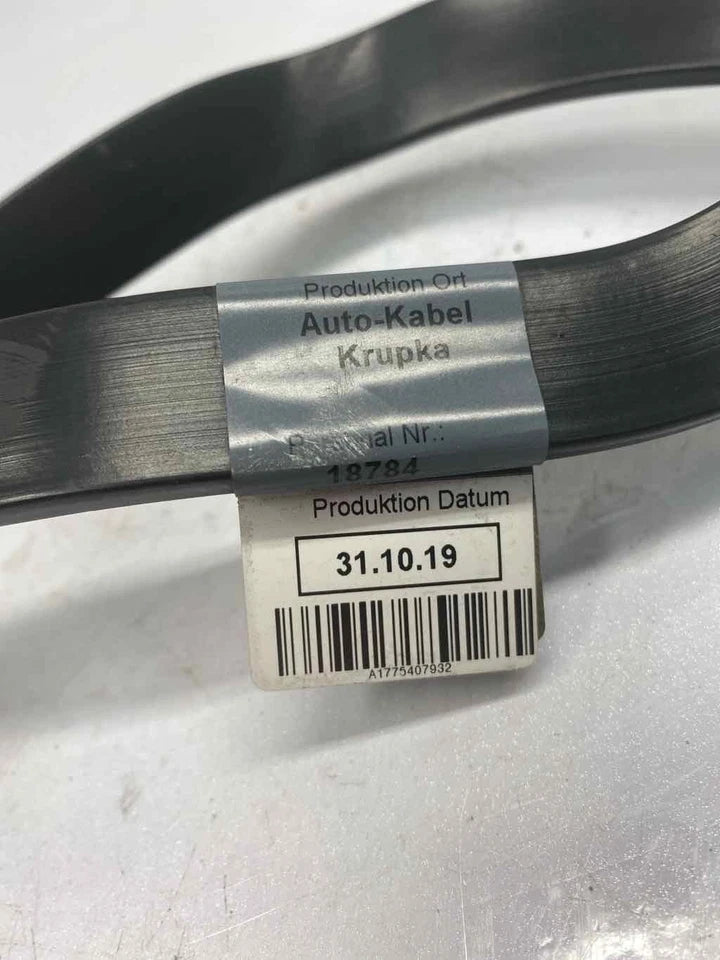 Produktion Ort
Auto-Kabel
Krupka
Nr.:
18784
Produktion Datum
31.10.19
A1775407932